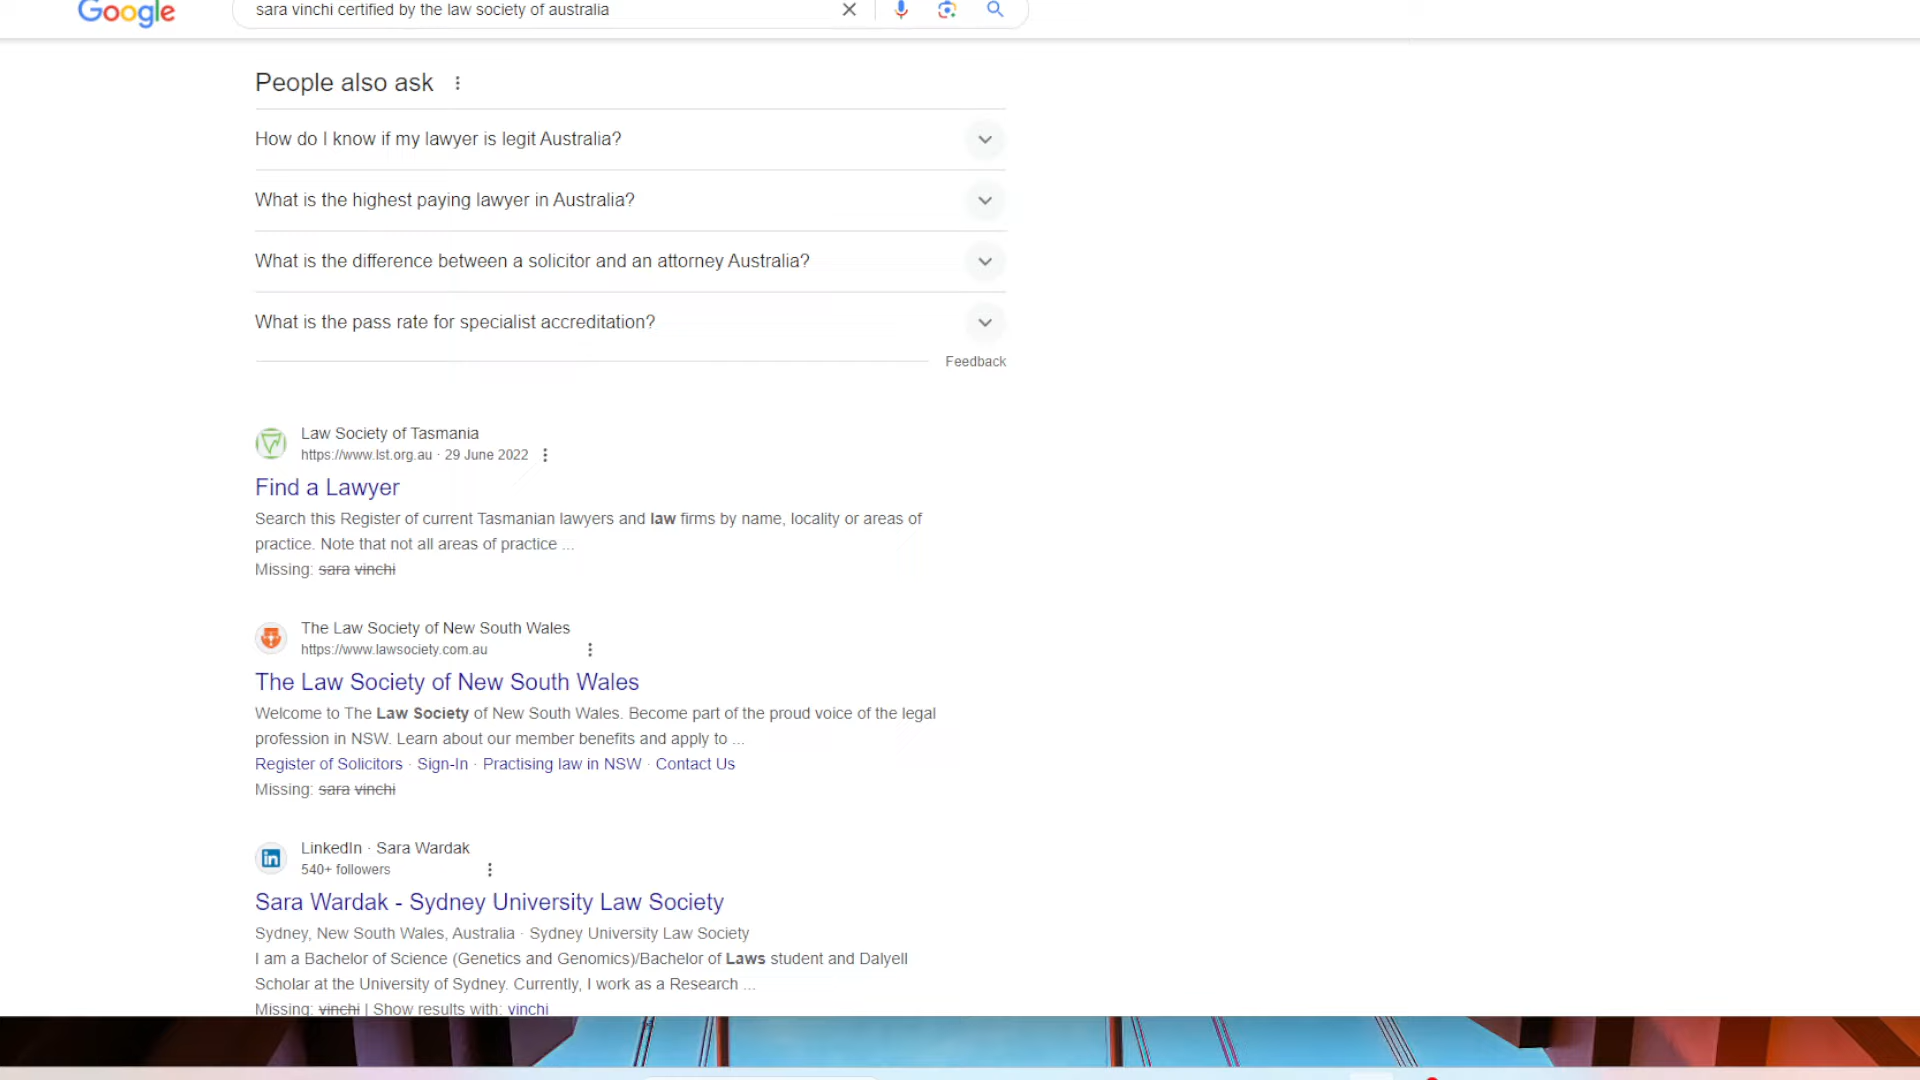 Google
sara vinchi certified by the law society of australia
People also ask
How do I know if my lawyer is legit Australia?
What is the highest paying lawyer in Australia?
What is the difference between a solicitor and an attorney Australia?
What is the pass rate for specialist accreditation?
Feedback
Law Society of Tasmania
https://www.lst.org.au · 29 June 2022
Find a Lawyer
Search this Register of current Tasmanian lawyers and law firms by name, locality or areas of
practice. Note that not all areas of practice ...
Missing: sara vinchi
The Law Society of New South Wales
https://www.lawsociety.com.au
The Law Society of New South Wales
Welcome to The Law Society of New South Wales. Become part of the proud voice of the legal
profession in NSW. Learn about our member benefits and apply to ...
Register of Solicitors · Sign-In · Practising law in NSW · Contact Us
Missing: sara vinchi
LinkedIn · Sara Wardak
540+ followers
Sara Wardak - Sydney University Law Society
Sydney, New South Wales, Australia · Sydney University Law Society
I am a Bachelor of Science (Genetics and Genomics)/Bachelor of Laws student and Dalyell
Scholar at the University of Sydney. Currently, I work as a Research ...
Missing: vinchi | Show results with: vinchi